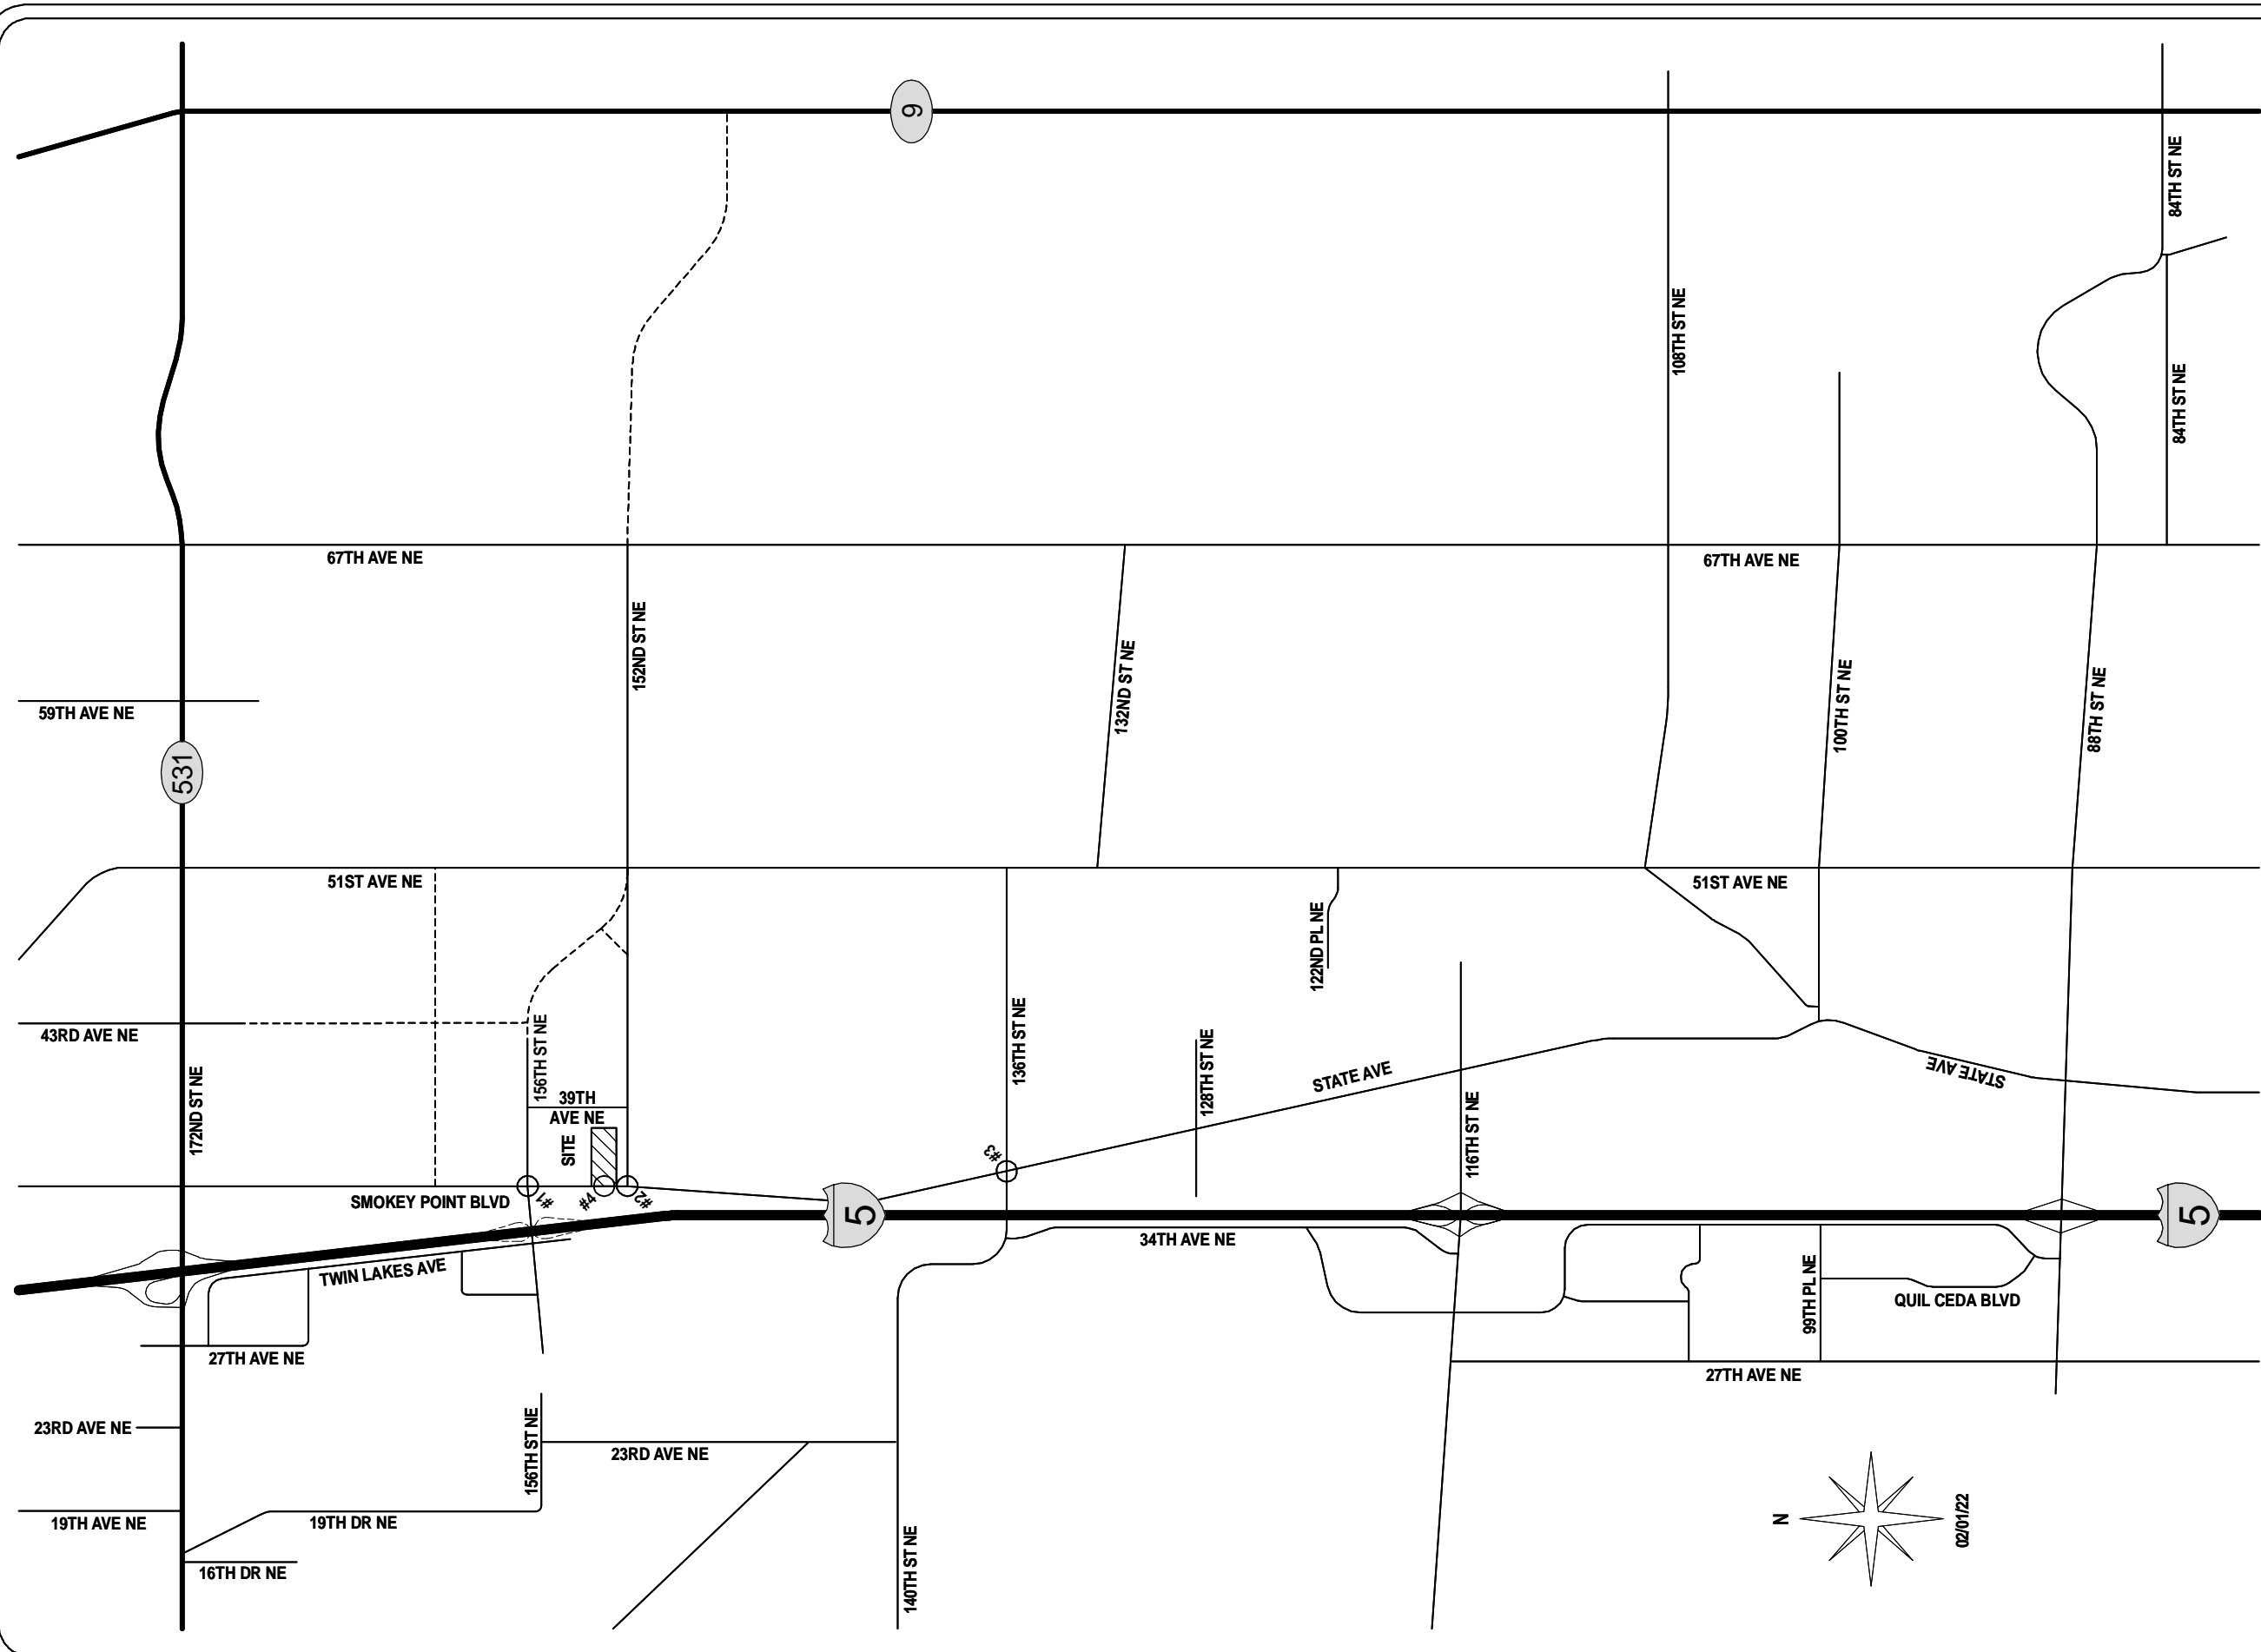 9
84TH ST NE
108TH ST NE
84TH ST NE
67TH AVE NE
67TH AVE NE
152ND ST NE
132ND ST NE
100TH ST NE
88TH ST NE
59TH AVE NE
531
51ST AVE NE
51ST AVE NE
122ND PL NE
43RD AVE NE
156TH ST NE
136TH ST NE
128TH ST NE
STATE AVE
STATE AVE
172ND ST NE
39TH
AVE NE
SITE
116TH ST NE
#3
SMOKEY POINT BLVD
#1
#4
#2
5
5
34TH AVE NE
TWIN LAKES AVE
QUIL CEDA BLVD
99TH PL NE
27TH AVE NE
27TH AVE NE
23RD AVE NE
156TH ST NE
23RD AVE NE
19TH AVE NE
19TH DR NE
140TH ST NE
N
02/01/22
16TH DR NE